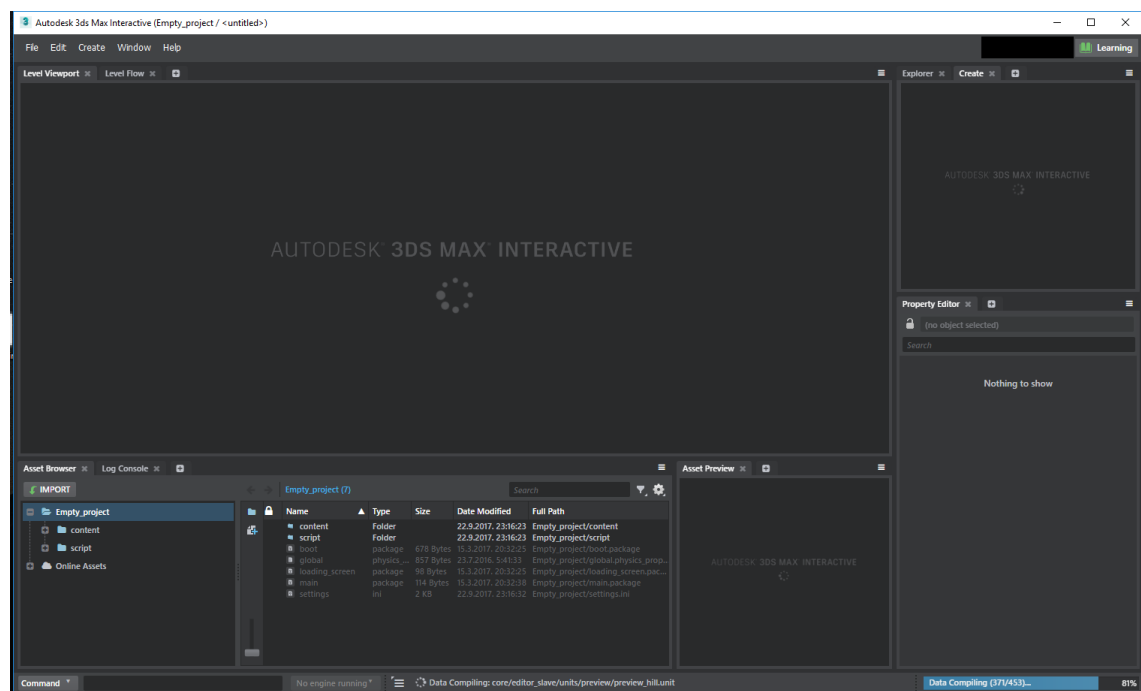 Autodesk 3ds Max Interactive (Empty_project / <untitled>)
File Edit Create Window Help
Learning
Level Viewport Level Flow
Explorer Create
AUTODESK® 3DS MAX® INTERACTIVE
AUTODESK 3DS MAX INTERACTIVE
Property Editor
(no object selected)
Search
Nothing to show
Asset Browser Log Console
Asset Preview
IMPORT
Empty_project (7)
Search
Empty_project
content
script
Online Assets
Name Type Size Date Modified Full Path
content Folder 22.9.2017, 23:16:23 Empty_project/content
script Folder 22.9.2017, 23:16:23 Empty_project/script
boot package 678 Bytes 15.3.2017, 20:32:25 Empty_project/boot.package
global physics_... 857 Bytes 23.7.2016, 5:41:33 Empty_project/global.physics_prop...
loading_screen package 98 Bytes 15.3.2017, 20:32:25 Empty_project/loading_screen.pac...
main package 114 Bytes 15.3.2017, 20:32:38 Empty_project/main.package
settings ini 2 KB 22.9.2017, 23:16:32 Empty_project/settings.ini
AUTODESK 3DS MAX INTERACTIVE
Command No engine running* Data Compiling: core/editor_slave/units/preview/preview_hill.unit Data Compiling (371/453)... 81%